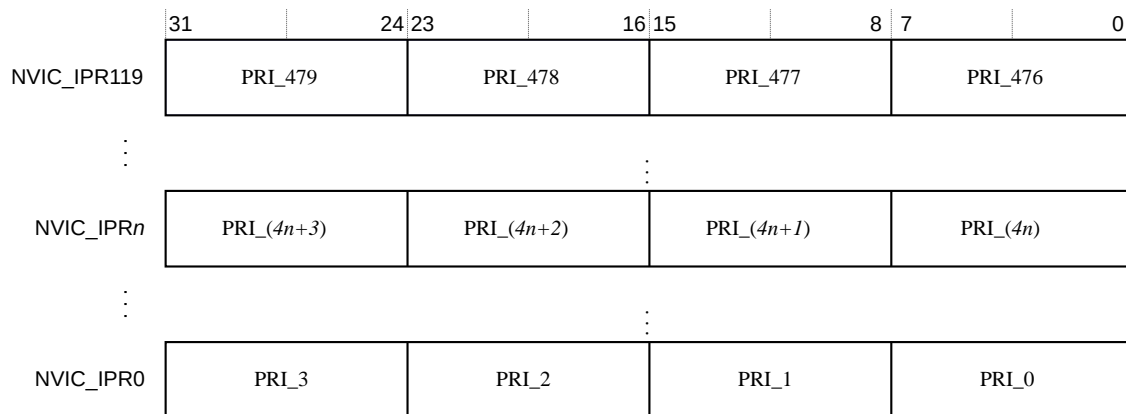 31 24 23 16 15 8 7 0
NVIC_IPR119 PRI_479 PRI_478 PRI_477 PRI_476
NVIC_IPRn PRI_(4n+3) PRI_(4n+2) PRI_(4n+1) PRI_(4n)
NVIC_IPR0 PRI_3 PRI_2 PRI_1 PRI_0